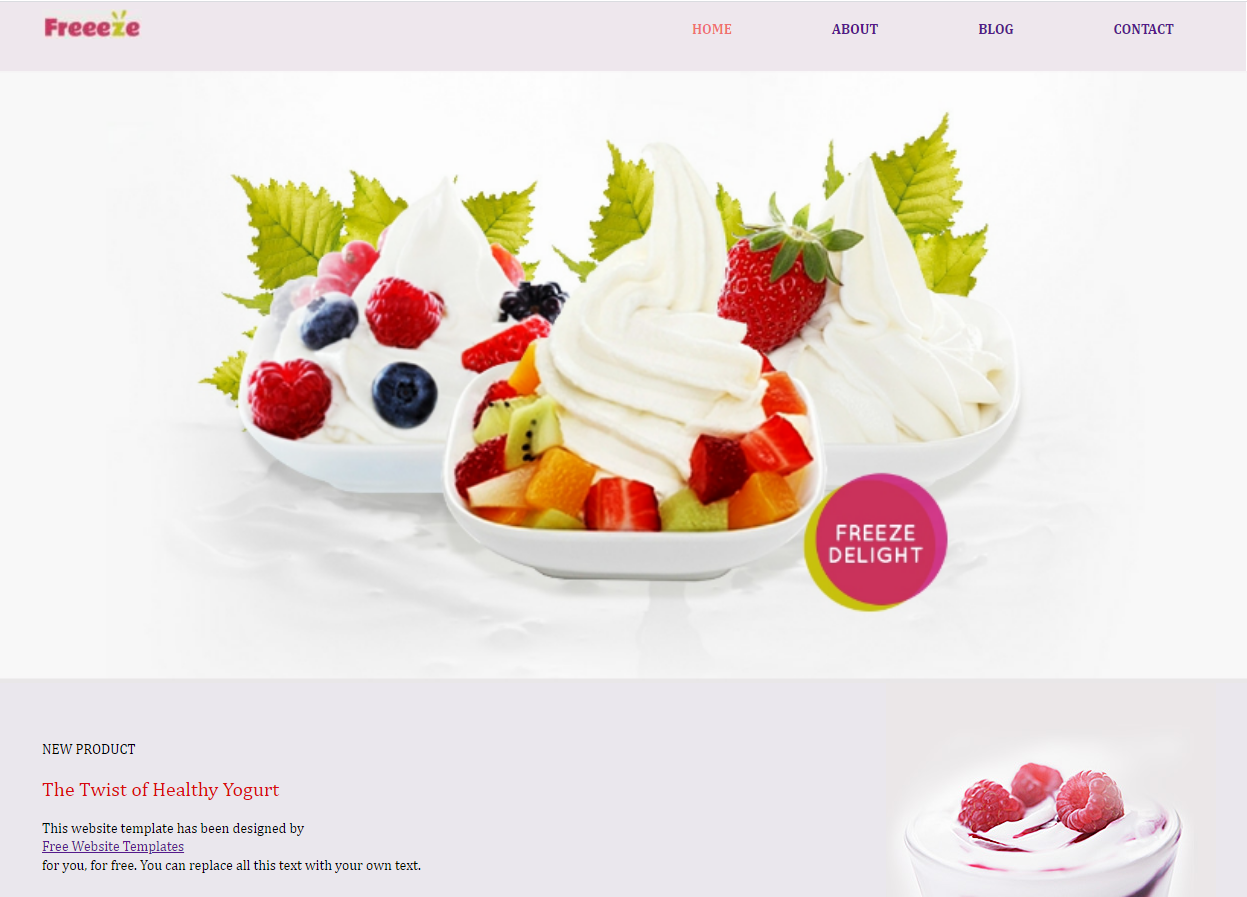 Freeeze
HOME ABOUT BLOG CONTACT
FREEZE
DELIGHT
NEW PRODUCT
The Twist of Healthy Yogurt
This website template has been designed by
Free Website Templates
for you, for free. You can replace all this text with your own text.